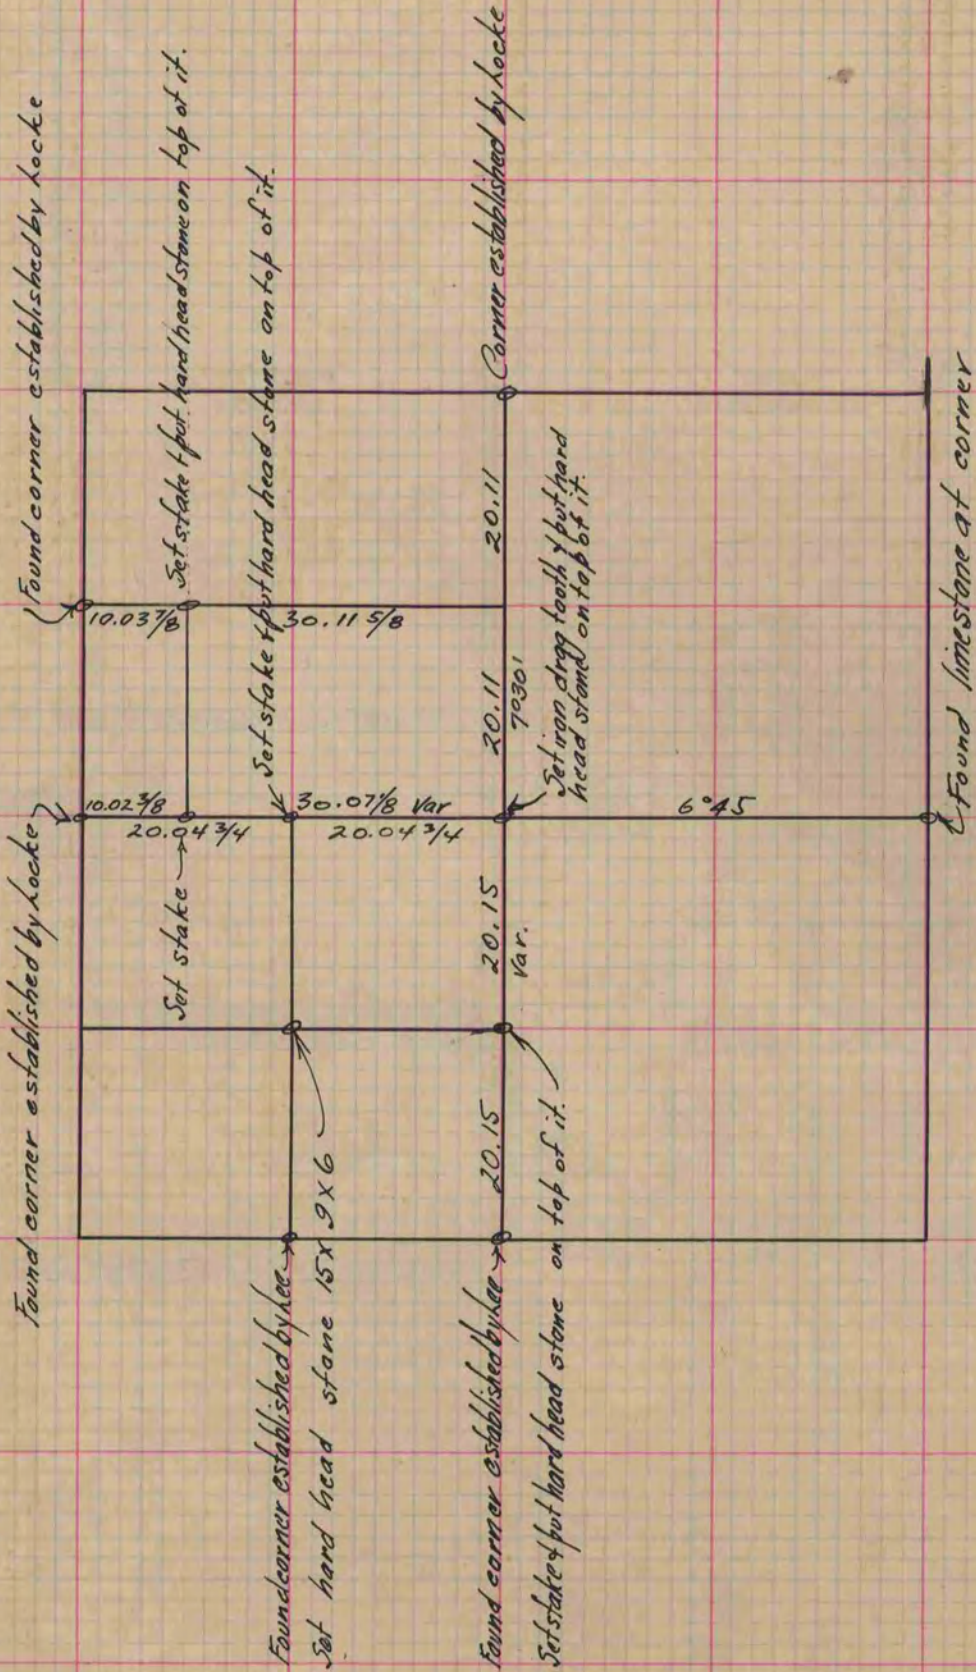 Found corner established by Locke
Found corner established by Locke
10.03 7/8
Set stake & put hard head stone on top of it.
10.02 3/8
20.04 3/4
Set stake
Set stake & put hard head stone on top of it.
30.11 5/8
30.07/8 Var
20.04 3/4
Found corner established by Lee
Set hard head stone 15 x 9 x 6
20.15
20.15
Var.
20.11
7°30'
20.11
Corner established by Locke
Found corner established by Lee
Set stake & put hard head stone on top of it.
Set iron drag tooth & put hard
head stone on top of it.
6°45
Found limestone at corner